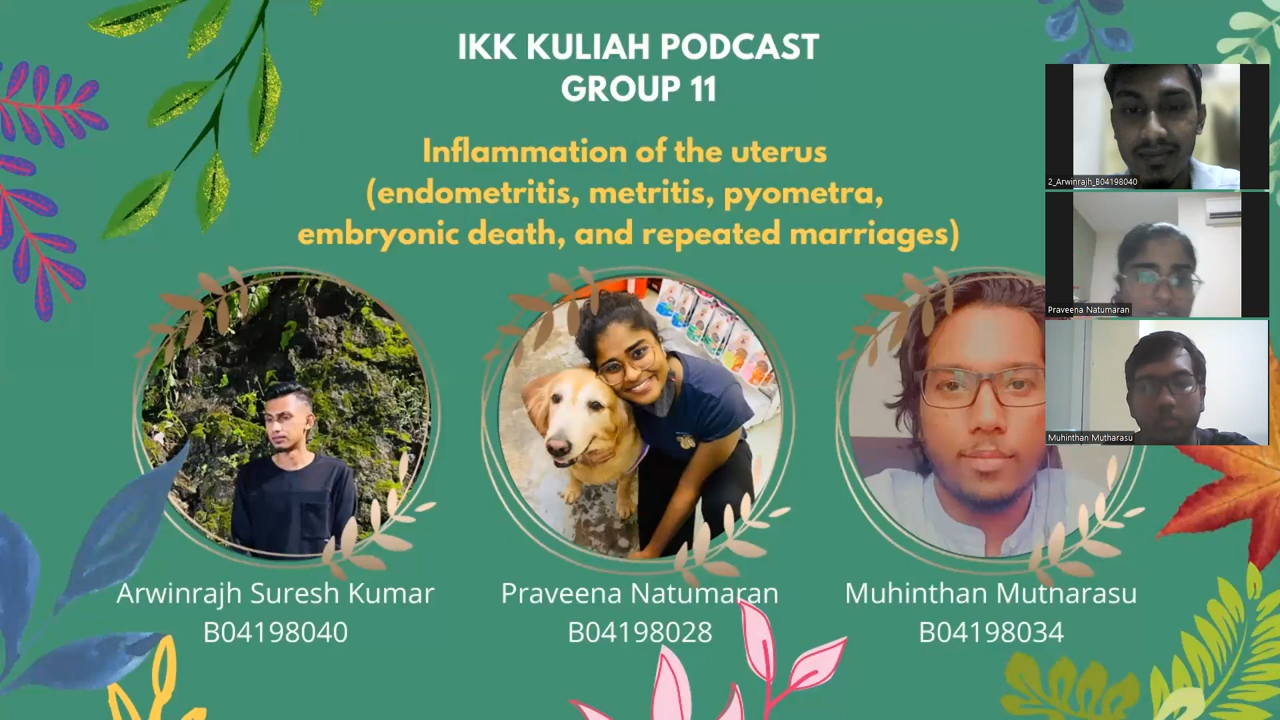 IKK KULIAH PODCAST
GROUP 11
Inflammation of the uterus
(endometritis, metritis, pyometra,
embryonic death, and repeated marriages)
2_Arwinrajh_B04198040
Praveena Natumaran
Muhinthan Mutharasu
Arwinrajh Suresh Kumar
B04198040
Praveena Natumaran
B04198028
Muhinthan Mutnarasu
B04198034